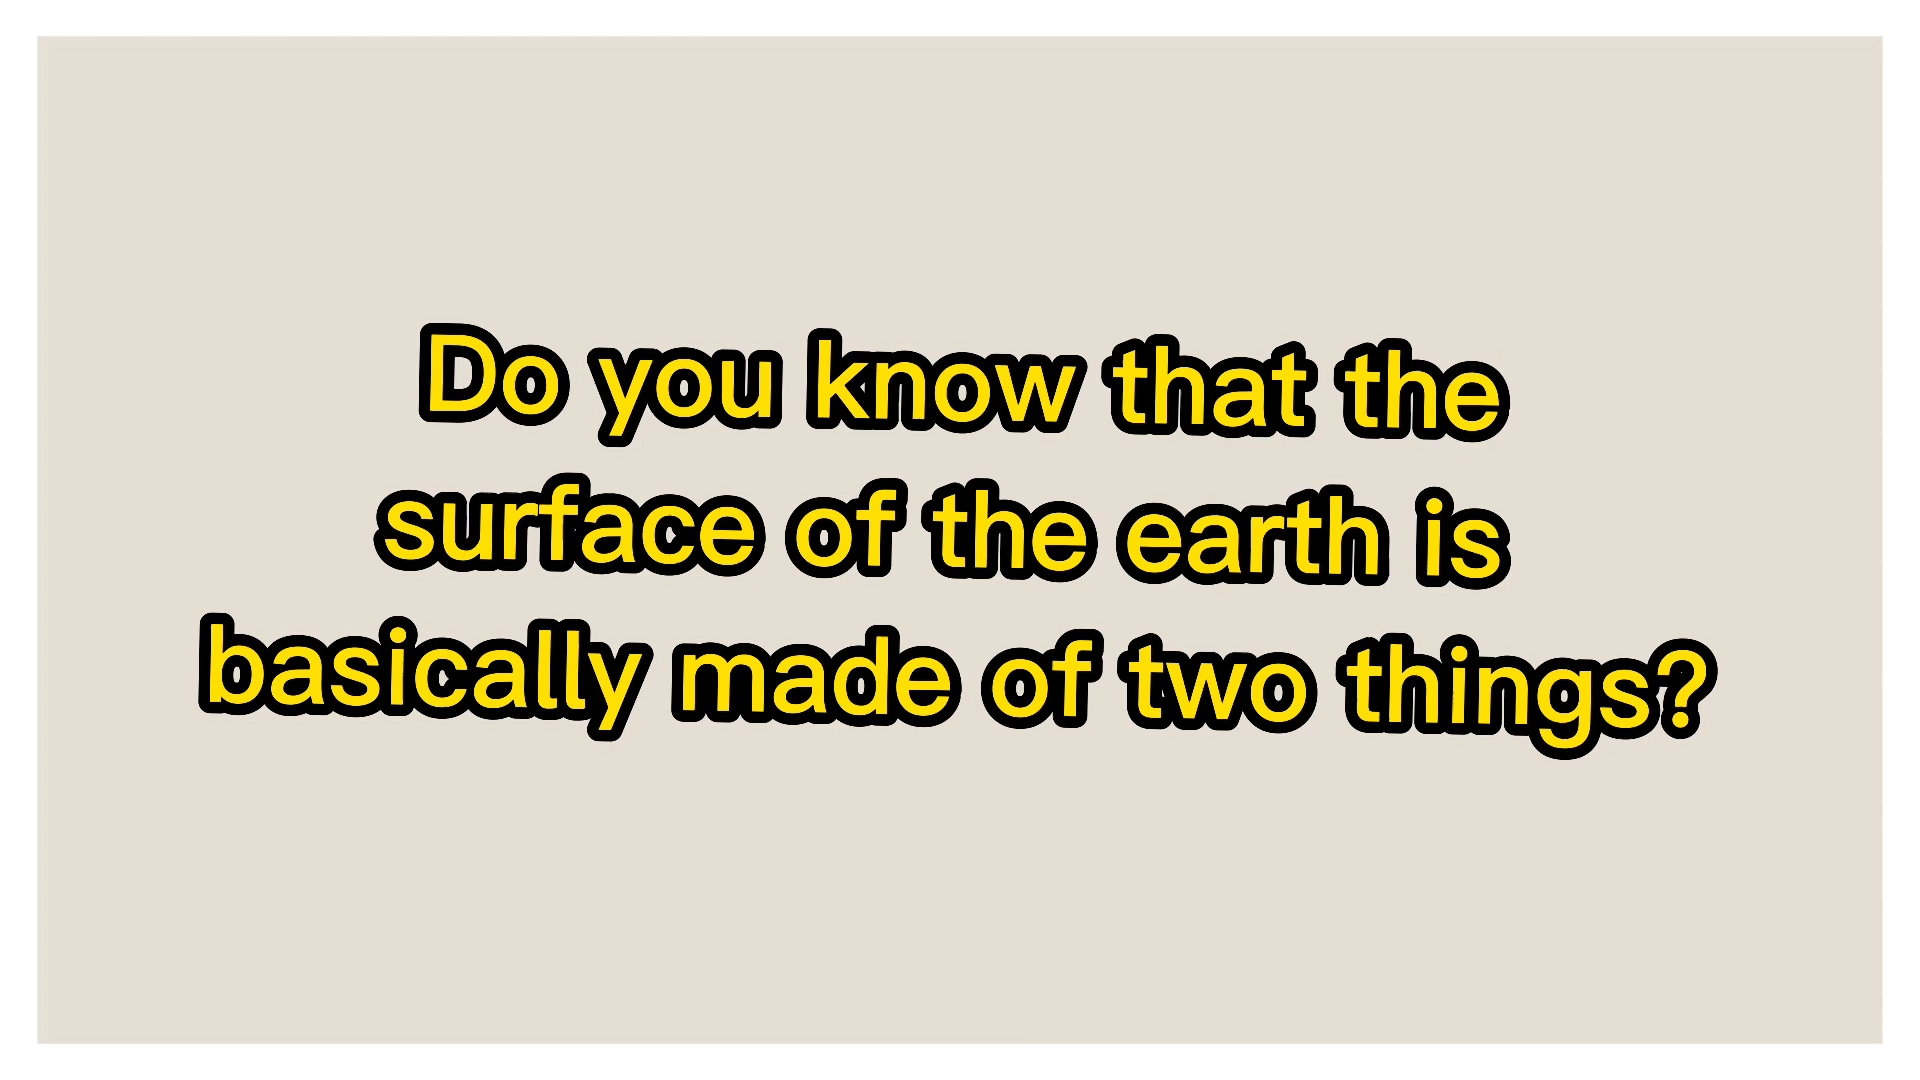 Do you know that the
surface of the earth is
basically made of two things?